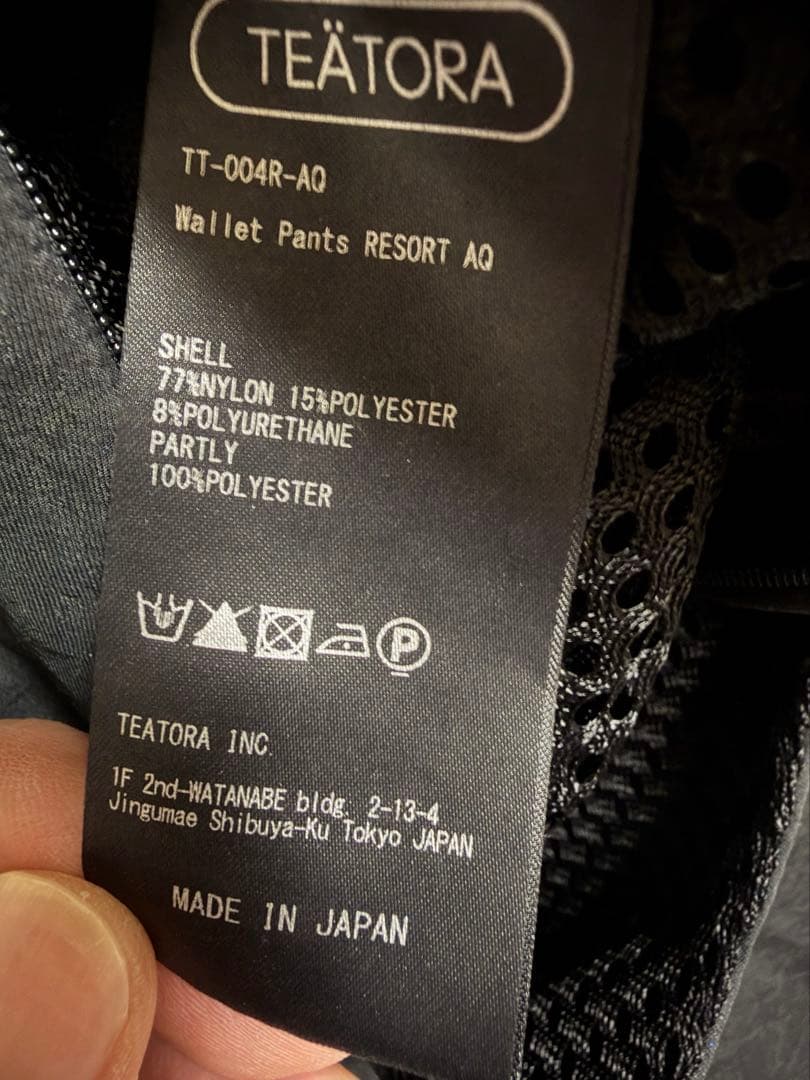 TEÄTORA
TT-004R-AQ
Wallet Pants RESORT AQ
SHELL
77%NYLON 15%POLYESTER
8%POLYURETHANE
PARTLY
100%POLYESTER
P
TEATORA INC.
1F 2nd-WATANABE bldg. 2-13-4
Jingumae Shibuya-Ku Tokyo JAPAN
MADE IN JAPAN